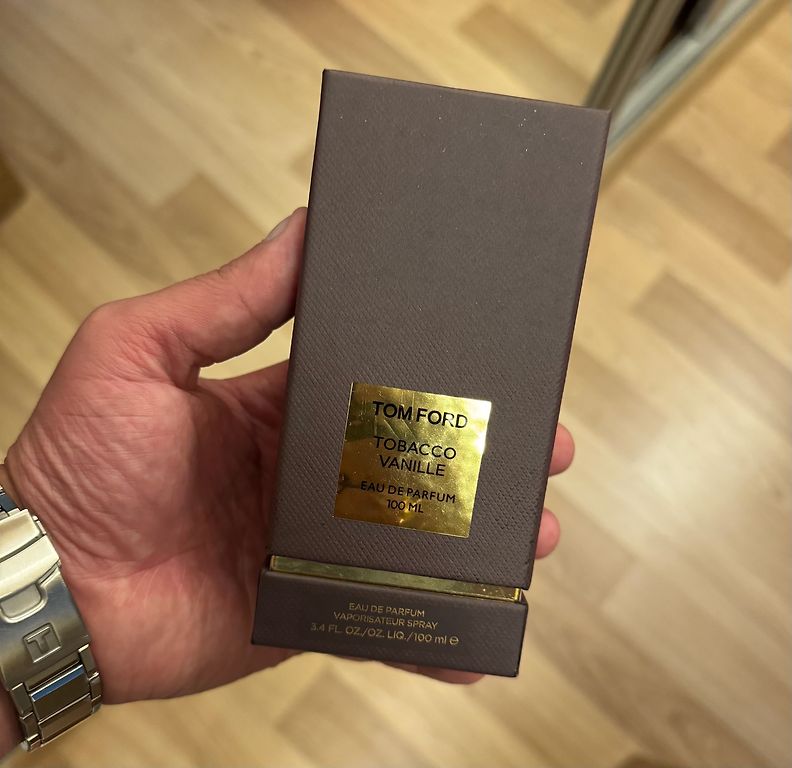 TOM FORD
TOBACCO
VANILLE
EAU DE PARFUM
100 ML
EAU DE PARFUM
VAPORISATEUR SPRAY
3.4 FL. OZ./OZ. LIQ./100 ml e
T